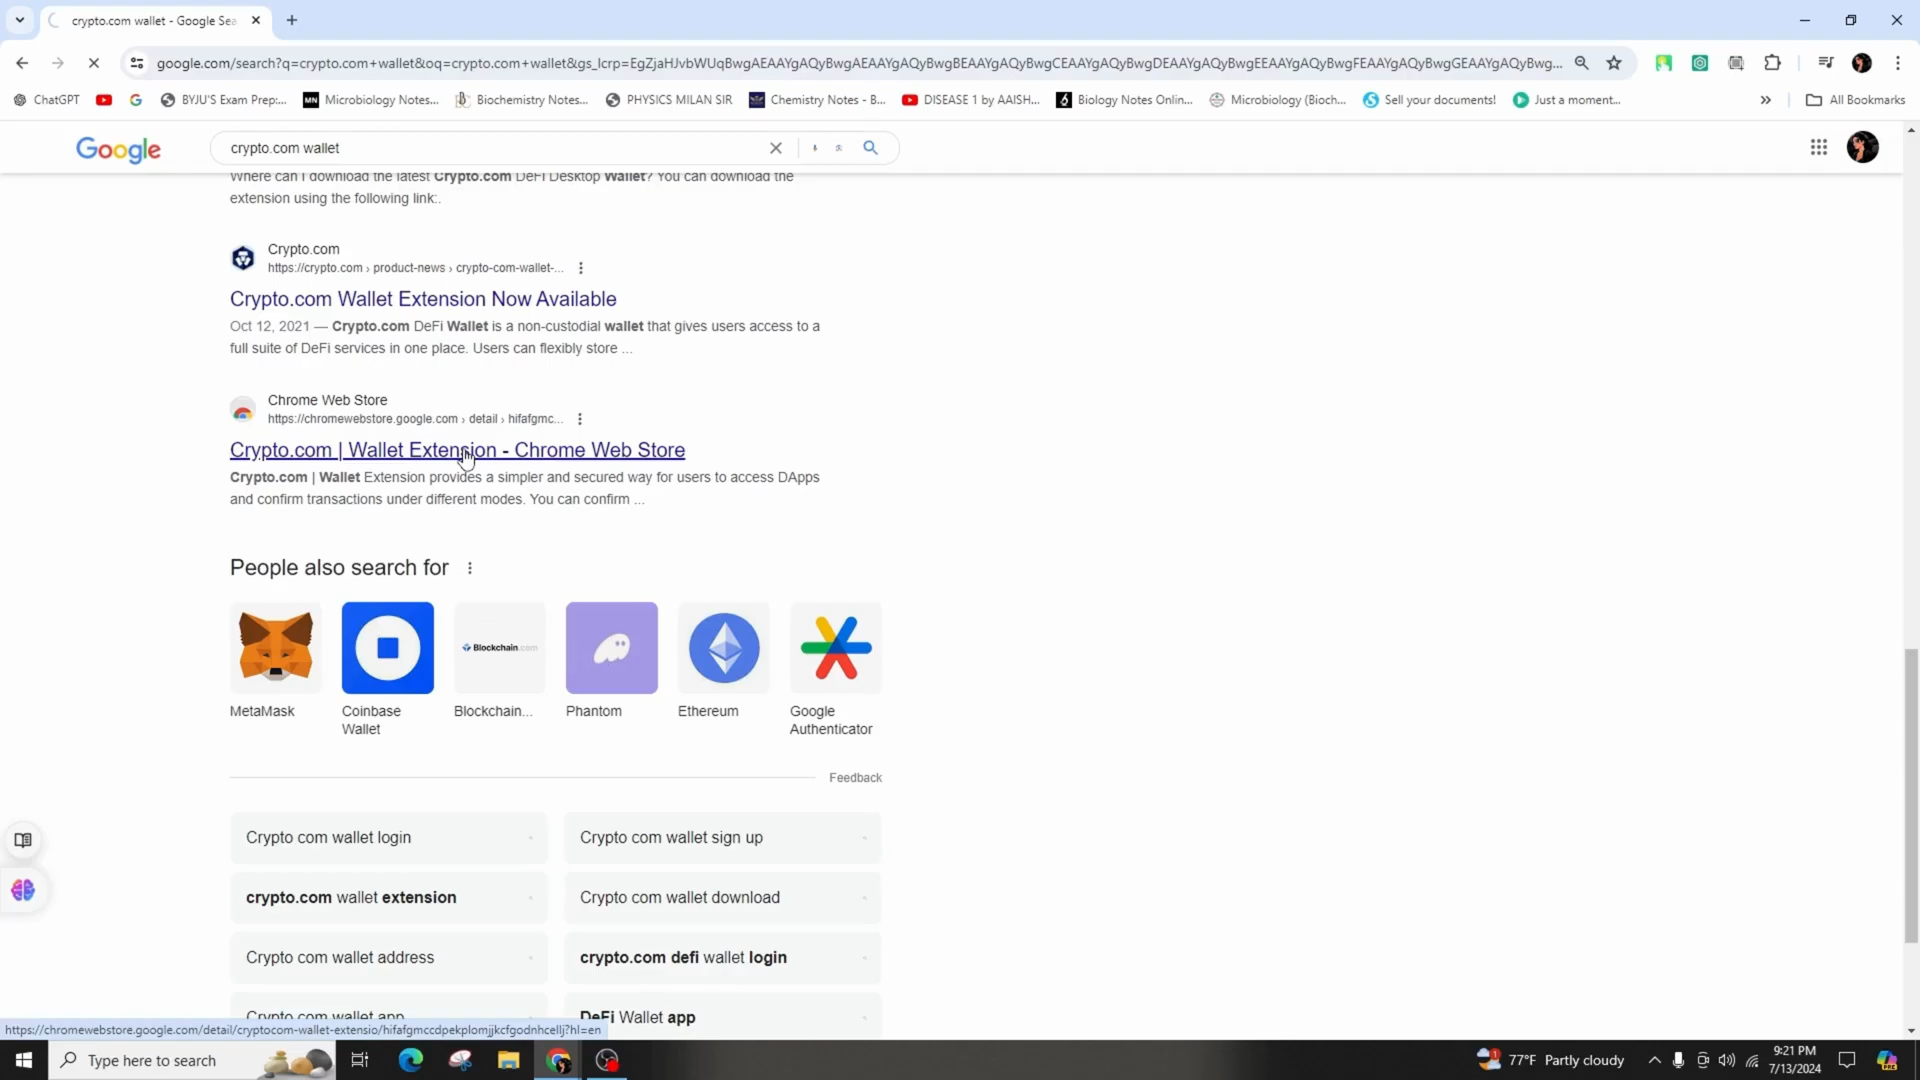 crypto.com wallet - Google Sea
google.com/search?q=crypto.com+wallet&oq=crypto.com+wallet&gs_lcrp=EgZjaHJvbWUqBwgAEAAYgAQyBwgAEAAYgAQyBwgBEAAYgAQyBwgCEAAYgAQyBwgDEAAYgAQyBwgEEAAYgAQyBwgFEAAYgAQyBwgGEAAYgAQyBwg...
ChatGPT
BYJU'S Exam Prep:...
Microbiology Notes...
Biochemistry Notes...
PHYSICS MILAN SIR
Chemistry Notes - B...
DISEASE 1 by AAISH...
Biology Notes Onlin...
Microbiology (Bioch...
Sell your documents!
Just a moment...
All Bookmarks
Google
crypto.com wallet
Where can I download the latest Crypto.com DeFi Desktop Wallet? You can download the
extension using the following link:.
Crypto.com
https://crypto.com › product-news › crypto-com-wallet-...
Crypto.com Wallet Extension Now Available
Oct 12, 2021 — Crypto.com DeFi Wallet is a non-custodial wallet that gives users access to a
full suite of DeFi services in one place. Users can flexibly store ...
Chrome Web Store
https://chromewebstore.google.com › detail › hifafgmc...
Crypto.com | Wallet Extension - Chrome Web Store
Crypto.com | Wallet Extension provides a simpler and secured way for users to access DApps
and confirm transactions under different modes. You can confirm ...
People also search for
Blockchain.com
MetaMask
Coinbase
Wallet
Blockchain...
Phantom
Ethereum
Google
Authenticator
Feedback
Crypto com wallet login
Crypto com wallet sign up
crypto.com wallet extension
Crypto com wallet download
Crypto com wallet address
crypto.com defi wallet login
Crypto com wallet app
DeFi Wallet app
https://chromewebstore.google.com/detail/cryptocom-wallet-extensio/hifafgmccdpekplomjjkcfgodnhcellj?hl=en
Type here to search
77°F Partly cloudy
9:21 PM
7/13/2024